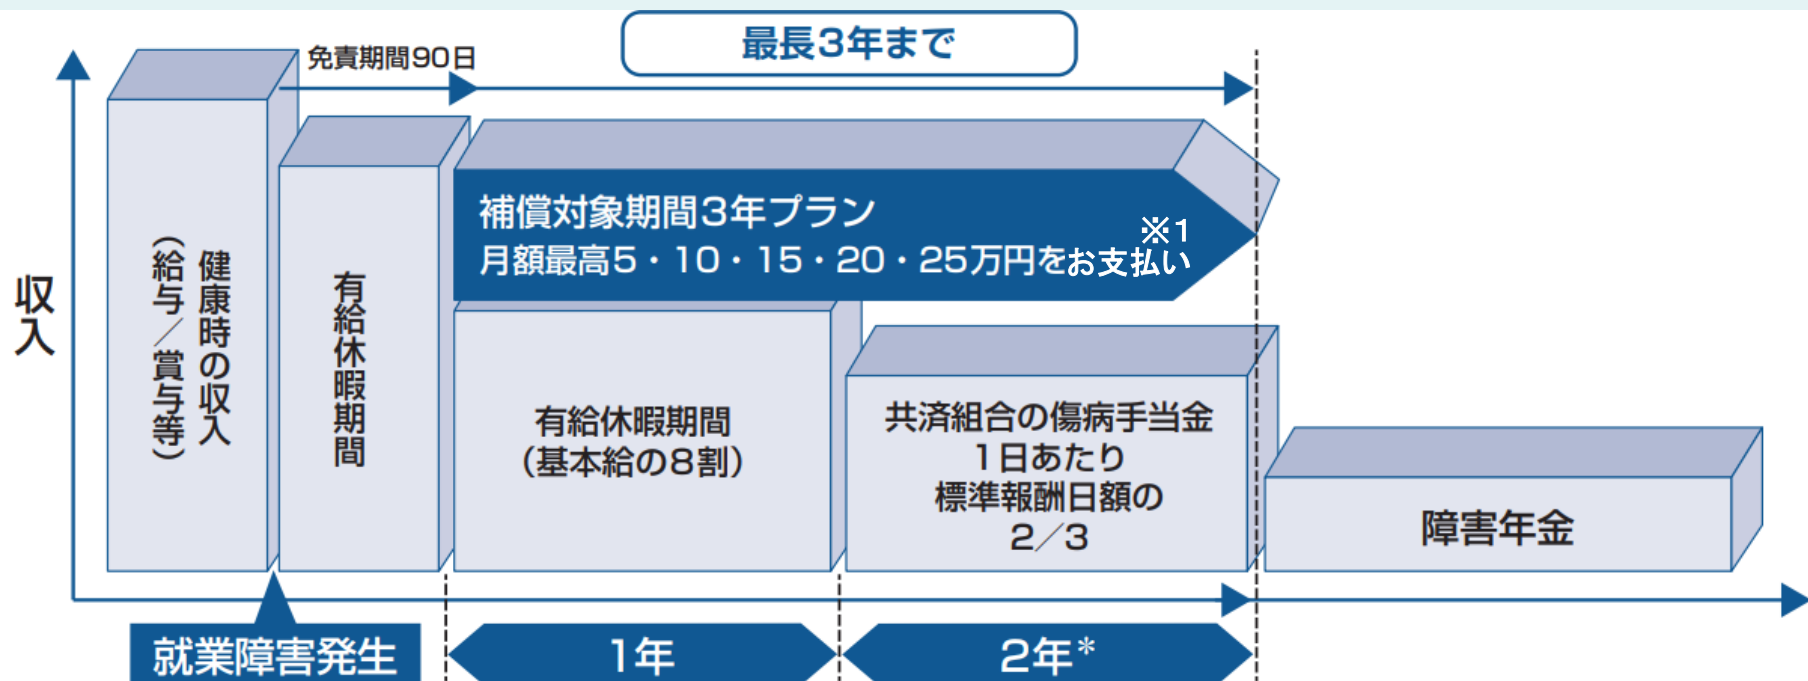 最長3年まで
免責期間90日
収入
健康時の収入
(給与／賞与等)
有給休暇期間
補償対象期間3年プラン
※1
月額最高5・10・15・20・25万円をお支払い
有給休暇期間
(基本給の8割)
共済組合の傷病手当金
1日あたり
標準報酬日額の
2／3
障害年金
就業障害発生
1年
2年*